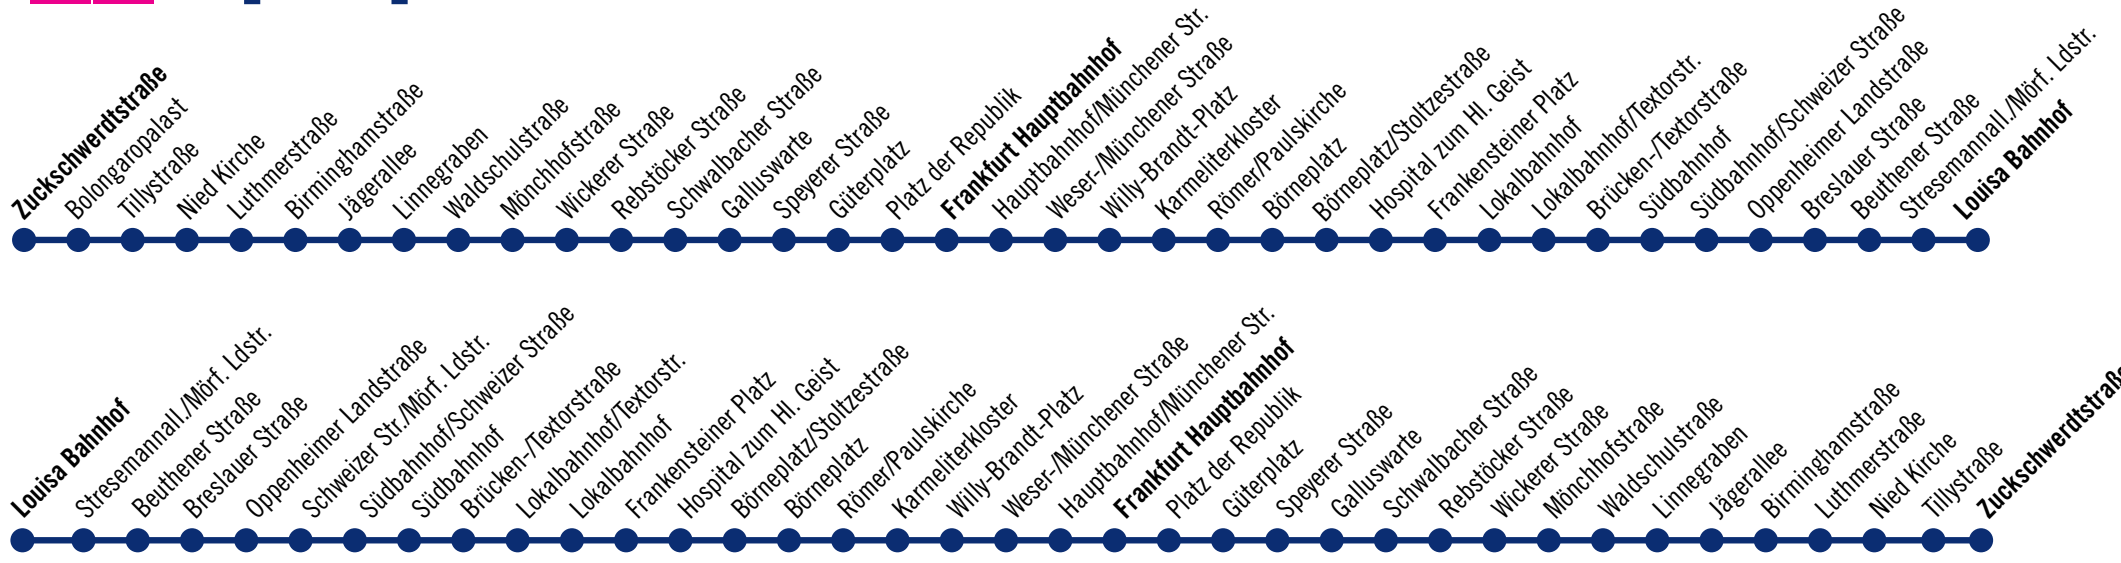 Zuckschwerdtstraße
Bolongaropalast
Tillystraße
Nied Kirche
Luthmerstraße
Birminghamstraße
Jägerallee
Linnegraben
Waldschulstraße
Mönchhofstraße
Wickerer Straße
Rebstöcker Straße
Schwalbacher Straße
Galluswarte
Speyerer Straße
Güterplatz
Platz der Republik
Frankfurt Hauptbahnhof
Hauptbahnhof/Münchener Str.
Weser-/Münchener Straße
Willy-Brandt-Platz
Karmeliterkloster
Römer/Paulskirche
Börneplatz
Börneplatz/Stoltzestraße
Hospital zum Hl. Geist
Frankensteiner Platz
Lokalbahnhof
Lokalbahnhof/Textorstr.
Brücken-/Textorstraße
Südbahnhof
Südbahnhof/Schweizer Straße
Oppenheimer Landstraße
Breslauer Straße
Beuthener Straße
Stresemannall./Mörf. Ldstr.
Louisa Bahnhof
Louisa Bahnhof
Stresemannall./Mörf. Ldstr.
Beuthener Straße
Breslauer Straße
Oppenheimer Landstraße
Schweizer Str./Mörf. Ldstr.
Südbahnhof/Schweizer Straße
Südbahnhof
Brücken-/Textorstraße
Lokalbahnhof/Textorstr.
Lokalbahnhof
Frankensteiner Platz
Hospital zum Hl. Geist
Börneplatz/Stoltzestraße
Börneplatz
Römer/Paulskirche
Karmeliterkloster
Willy-Brandt-Platz
Weser-/Münchener Straße
Hauptbahnhof/Münchener Str.
Frankfurt Hauptbahnhof
Platz der Republik
Güterplatz
Speyerer Straße
Galluswarte
Schwalbacher Straße
Rebstöcker Straße
Wickerer Straße
Mönchhofstraße
Waldschulstraße
Linnegraben
Jägerallee
Birminghamstraße
Luthmerstraße
Nied Kirche
Tillystraße
Zuckschwerdtstraße